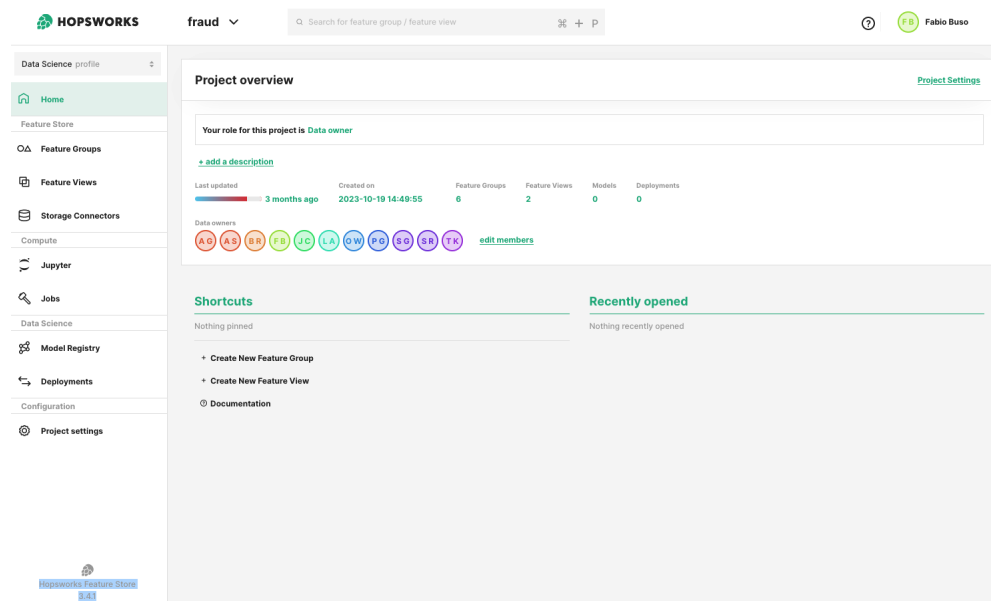 HOPSWORKS
fraud
Search for feature group / feature view
⌘ + P
FB
Fabio Buso
Data Science profile
Home
Feature Store
Feature Groups
Feature Views
Storage Connectors
Compute
Jupyter
Jobs
Data Science
Model Registry
Deployments
Configuration
Project settings
Hopsworks Feature Store
3.4.1
Project overview
Project Settings
Your role for this project is Data owner
+ add a description
Last updated
3 months ago
Created on
2023-10-19 14:49:55
Feature Groups
6
Feature Views
2
Models
0
Deployments
0
Data owners
AG AS BR FB JC LA OW PG SG SR TK
edit members
Shortcuts
Nothing pinned
+ Create New Feature Group
+ Create New Feature View
Documentation
Recently opened
Nothing recently opened